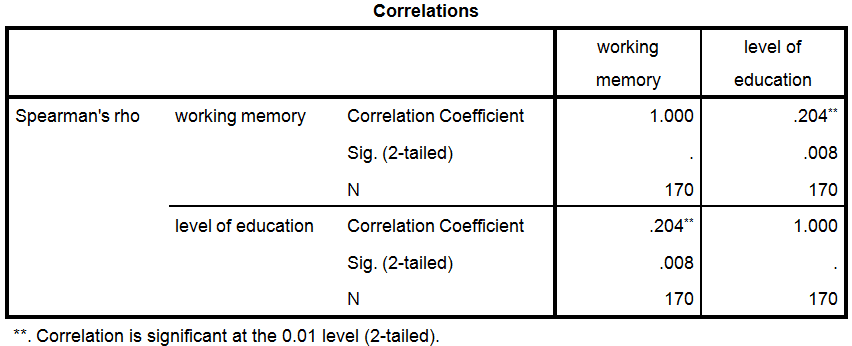 Correlations
working memory level of education
Spearman's rho working memory Correlation Coefficient 1.000 .204**
Sig. (2-tailed) . .008
N 170 170
level of education Correlation Coefficient .204** 1.000
Sig. (2-tailed) .008 .
N 170 170
**. Correlation is significant at the 0.01 level (2-tailed).